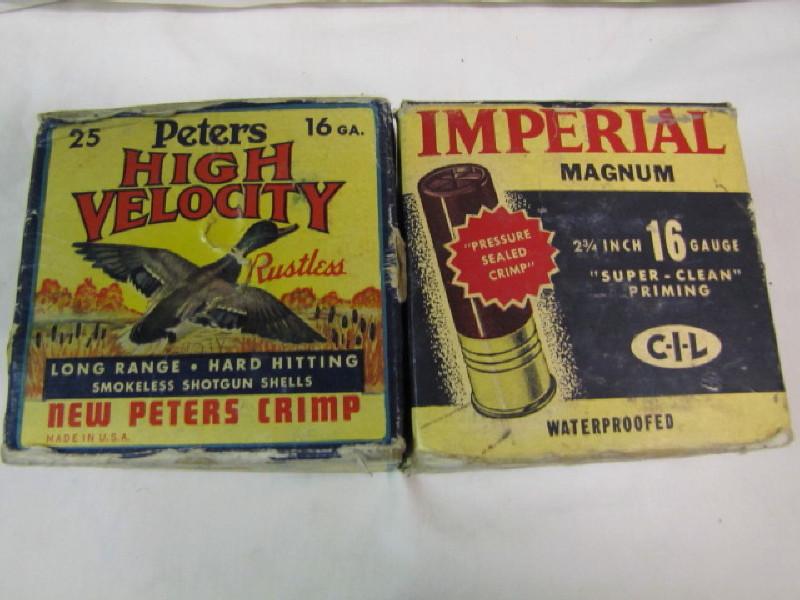 25 Peters 16 GA.
HIGH
VELOCITY
Rustless
LONG RANGE • HARD HITTING
SMOKELESS SHOTGUN SHELLS
NEW PETERS CRIMP
MADE IN U.S.A.
IMPERIAL
MAGNUM
"PRESSURE
SEALED
CRIMP"
2¾ INCH 16 GAUGE
"SUPER-CLEAN"
PRIMING
C-I-L
WATERPROOFED